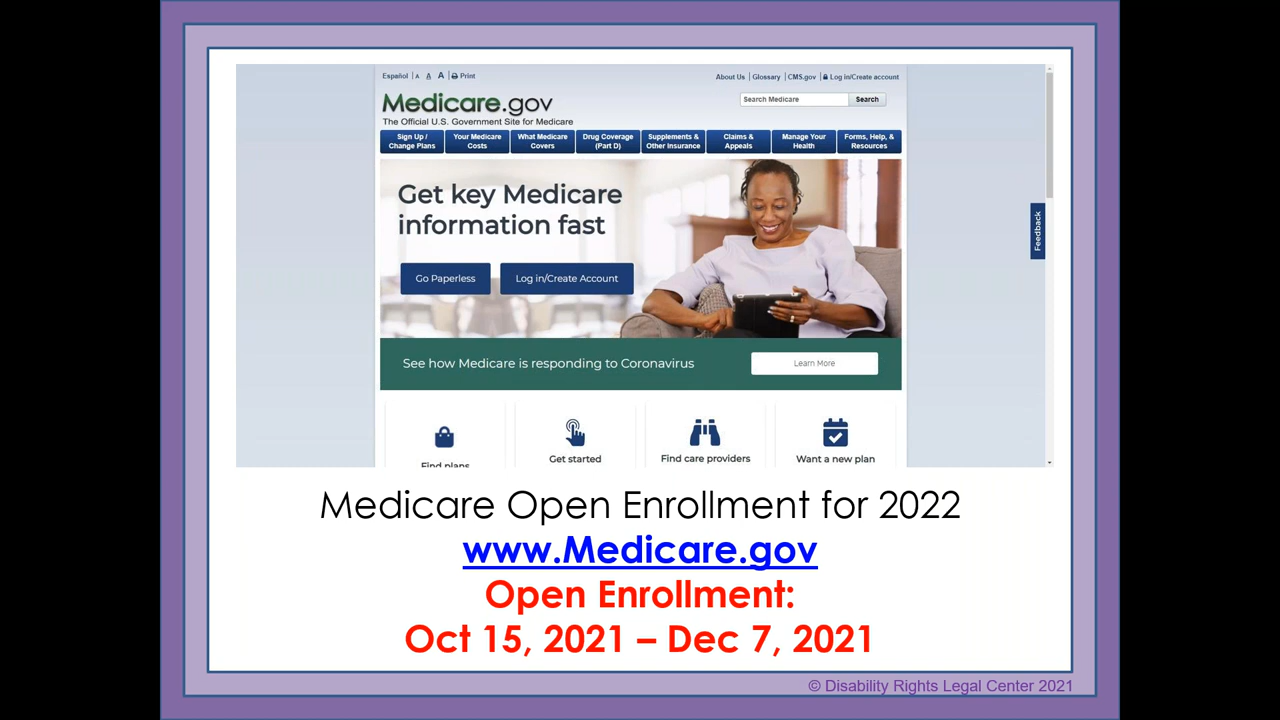 Español A A A Print
About Us Glossary CMS.gov Log in/Create account
Medicare.gov
The Official U.S. Government Site for Medicare
Search Medicare Search
Sign Up / Change Plans
Your Medicare Costs
What Medicare Covers
Drug Coverage (Part D)
Supplements & Other Insurance
Claims & Appeals
Manage Your Health
Forms, Help, & Resources
Get key Medicare
information fast
Go Paperless Log in/Create Account
Feedback
See how Medicare is responding to Coronavirus Learn More
Find plans Get started Find care providers Want a new plan
Medicare Open Enrollment for 2022
www.Medicare.gov
Open Enrollment:
Oct 15, 2021 – Dec 7, 2021
© Disability Rights Legal Center 2021